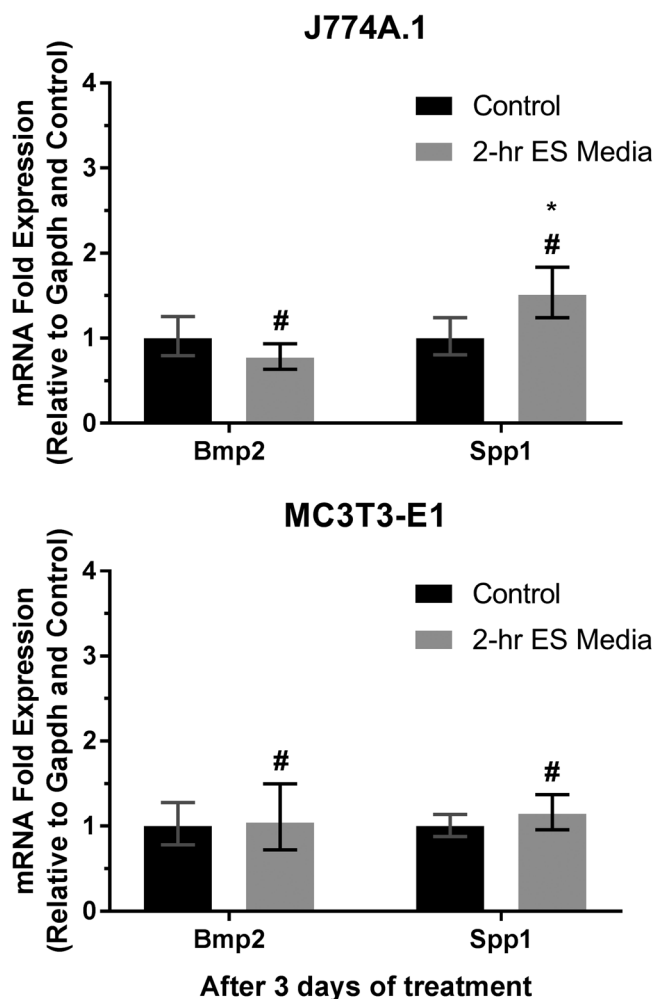 J774A.1
mRNA Fold Expression
(Relative to Gapdh and Control)
4
3
2
1
0
Control
2-hr ES Media
#
*
#
Bmp2
Spp1
MC3T3-E1
mRNA Fold Expression
(Relative to Gapdh and Control)
4
3
2
1
0
Control
2-hr ES Media
#
#
Bmp2
Spp1
After 3 days of treatment